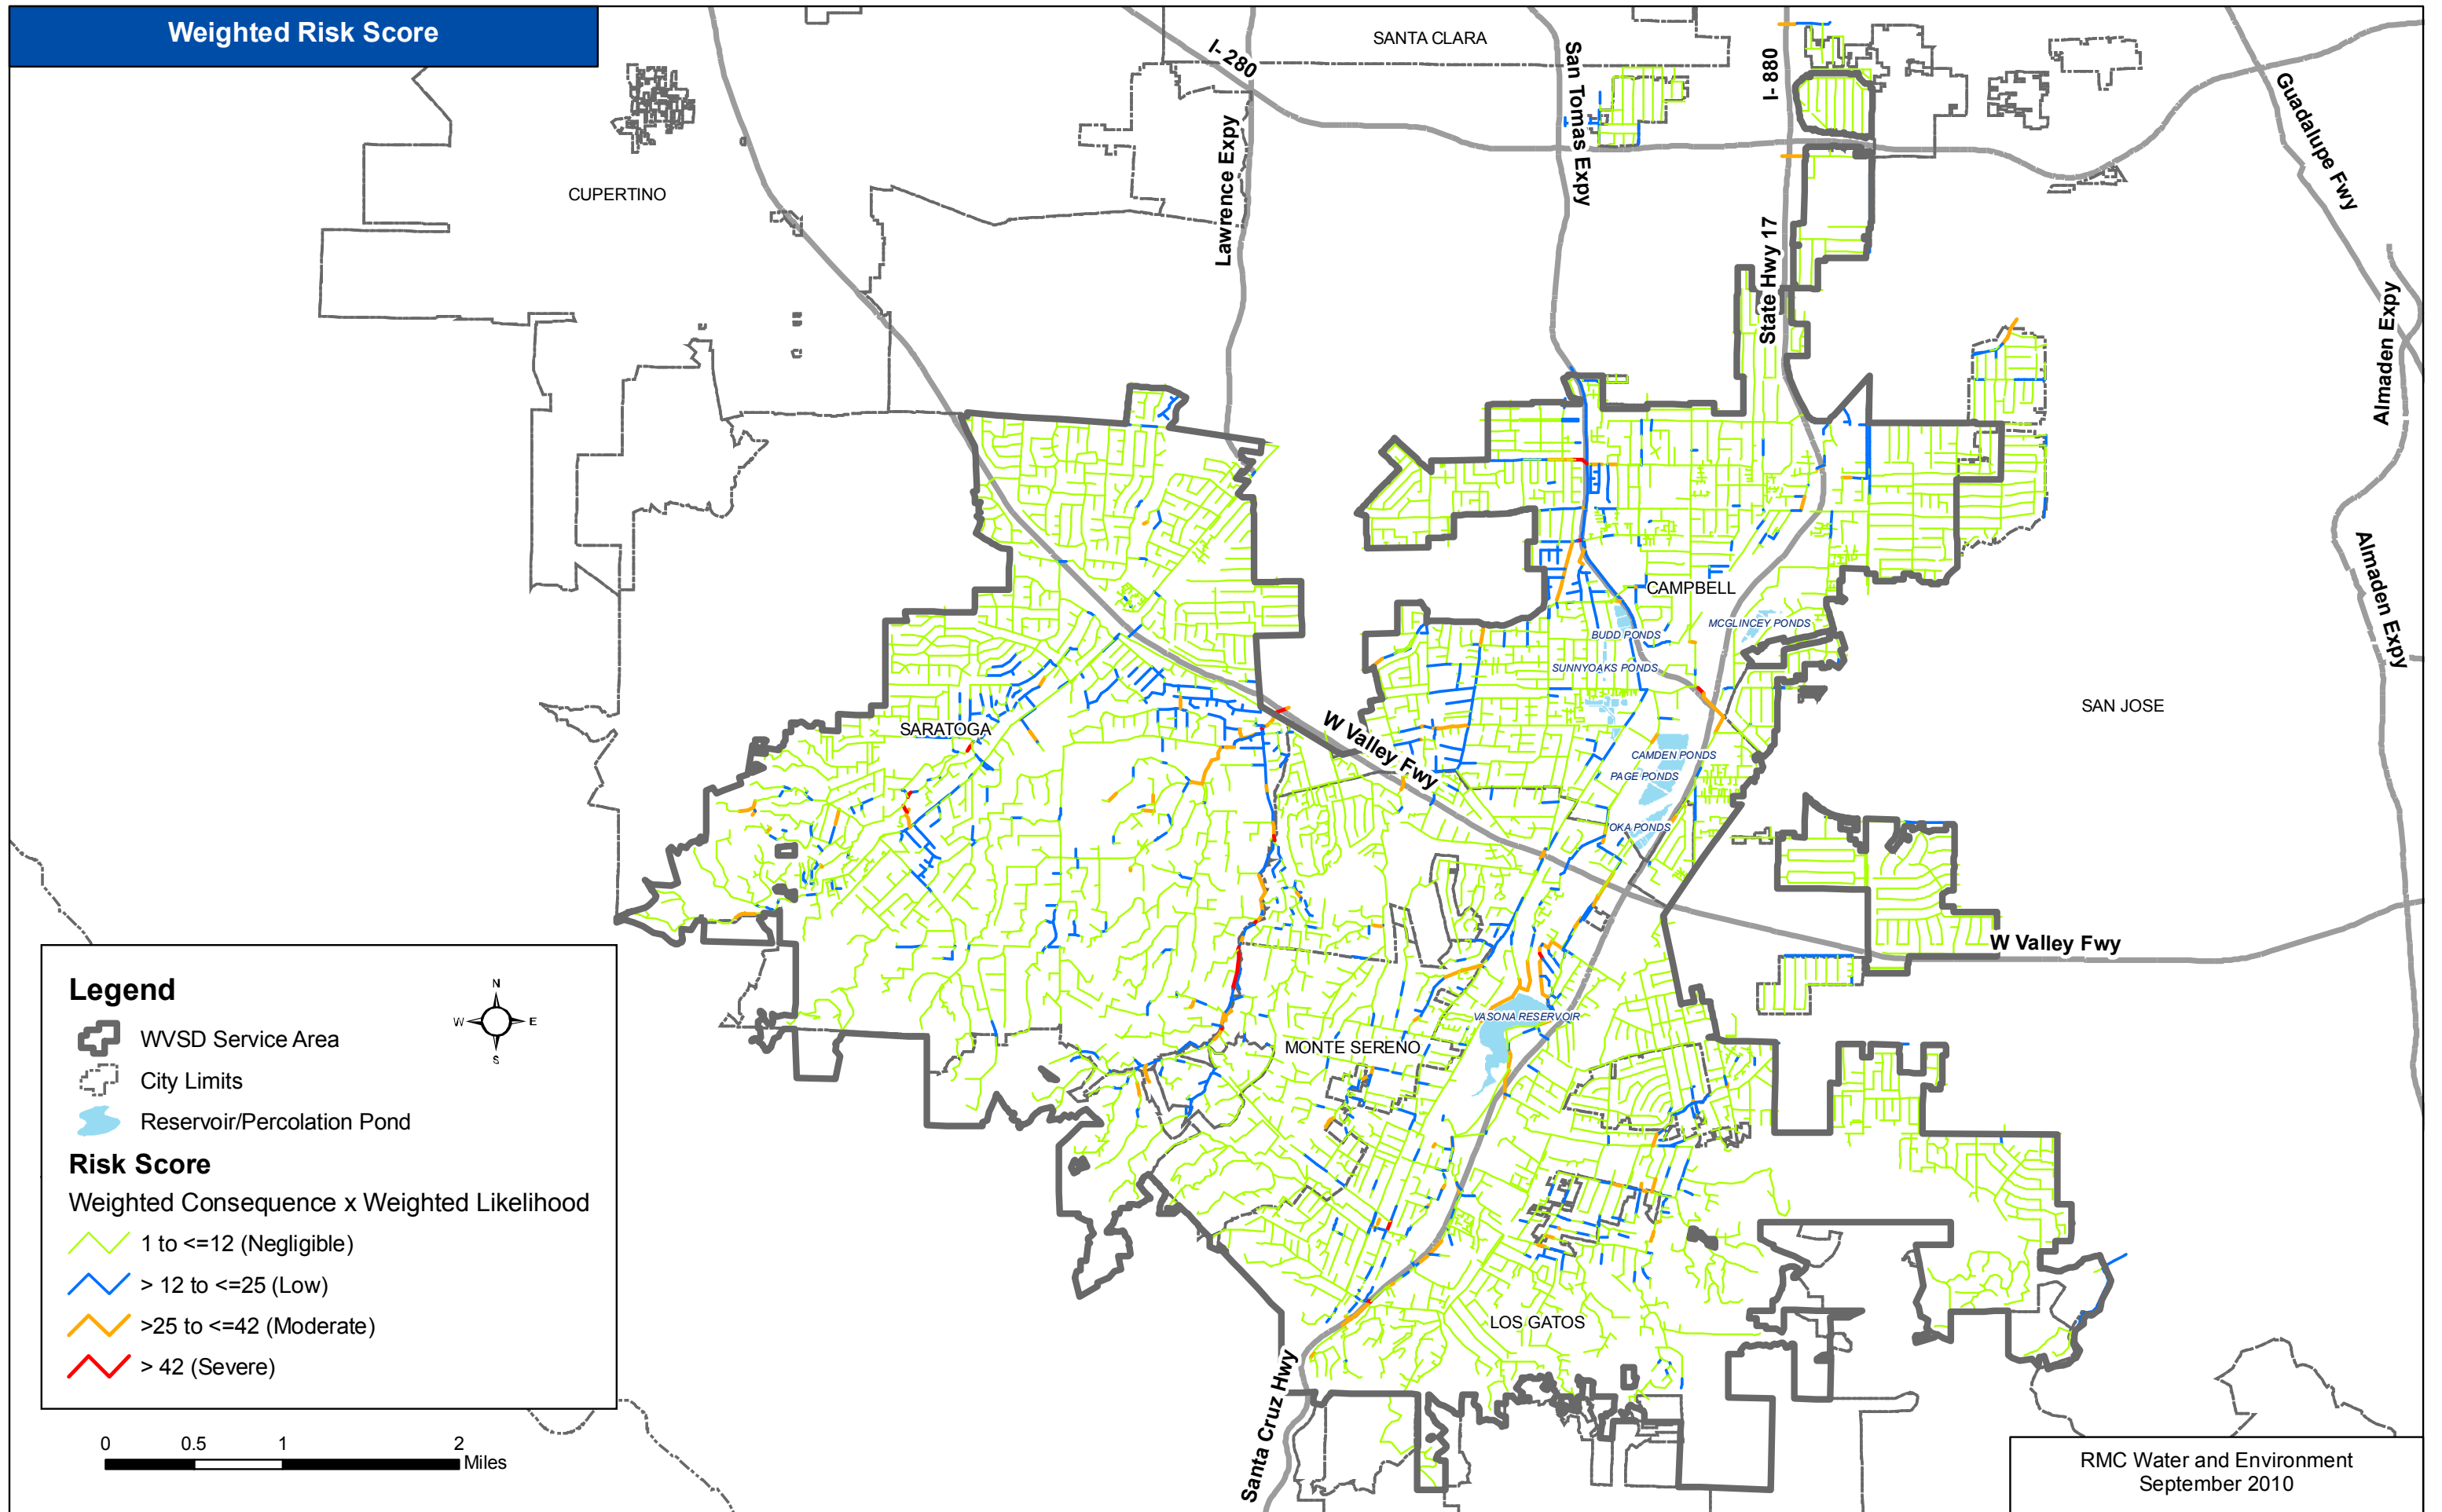 Weighted Risk Score
SANTA CLARA
I- 280
San Tomas Expy
I- 880
Guadalupe Fwy
CUPERTINO
Lawrence Expy
State Hwy 17
Almaden Expy
Almaden Expy
CAMPBELL
MCGLINCEY PONDS
BUDD PONDS
SUNNYOAKS PONDS
SAN JOSE
SARATOGA
W Valley Fwy
CAMDEN PONDS
PAGE PONDS
OKA PONDS
W Valley Fwy
VASONA RESERVOIR
MONTE SERENO
LOS GATOS
Santa Cruz Hwy
Legend
N
W
E
S
WVSD Service Area
City Limits
Reservoir/Percolation Pond
Risk Score
Weighted Consequence x Weighted Likelihood
1 to <=12 (Negligible)
> 12 to <=25 (Low)
>25 to <=42 (Moderate)
> 42 (Severe)
0 0.5 1 2
Miles
RMC Water and Environment
September 2010